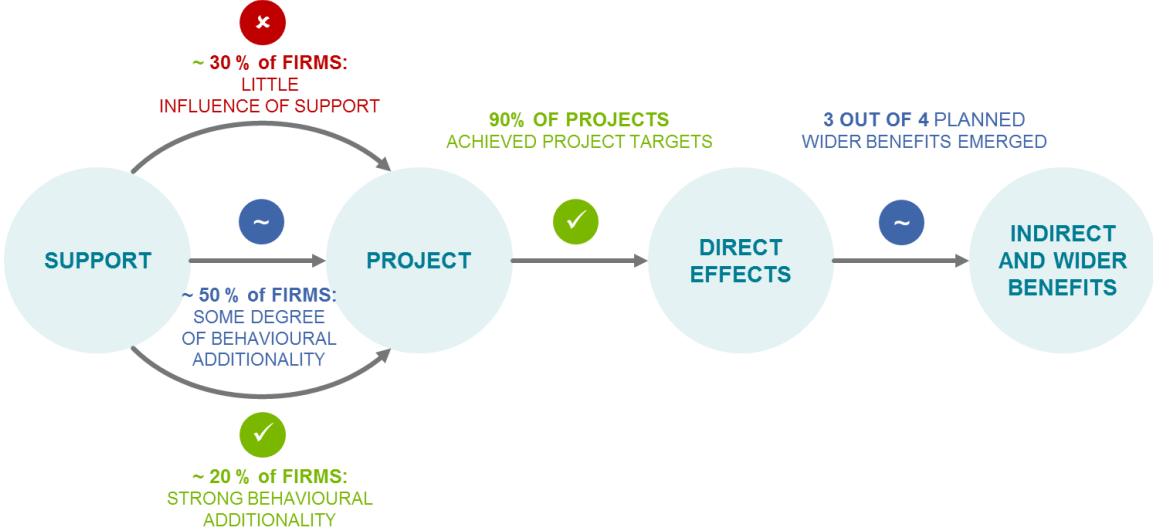 ~ 30 % of FIRMS:
LITTLE
INFLUENCE OF SUPPORT
90% OF PROJECTS
ACHIEVED PROJECT TARGETS
3 OUT OF 4 PLANNED
WIDER BENEFITS EMERGED
~
~
SUPPORT
PROJECT
DIRECT
EFFECTS
INDIRECT
AND WIDER
BENEFITS
~ 50 % of FIRMS:
SOME DEGREE
OF BEHAVIOURAL
ADDITIONALITY
~ 20 % of FIRMS:
STRONG BEHAVIOURAL
ADDITIONALITY